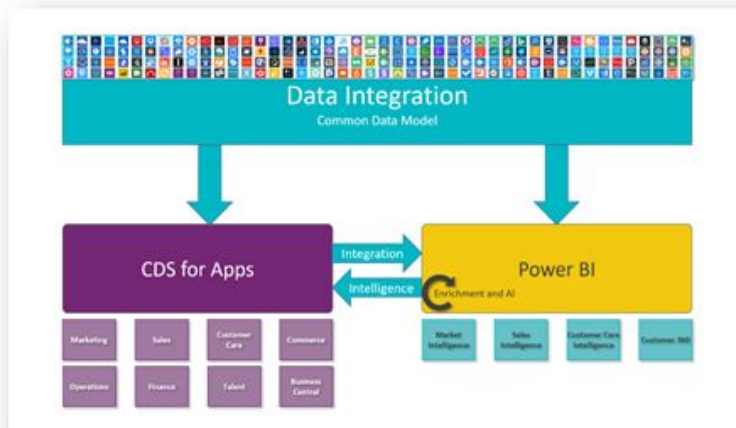 Data Integration
Common Data Model
CDS for Apps
Integration
Intelligence
Power BI
Enrichment and AI
Marketing
Sales
Customer
Care
Commerce
Operations
Finance
Talent
Business
Central
Market
Intelligence
Sales
Intelligence
Customer Care
Intelligence
Customer 360